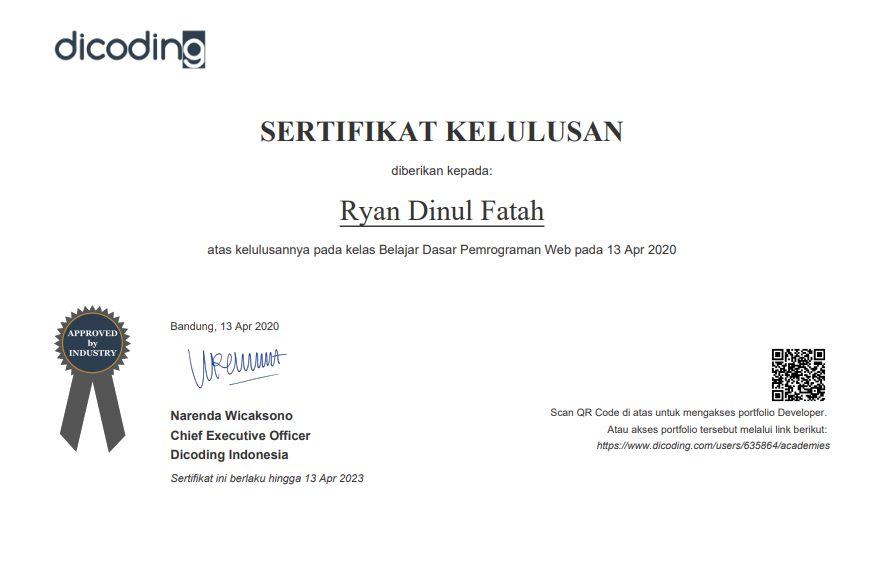 dicoding
SERTIFIKAT KELULUSAN
diberikan kepada:
Ryan Dinul Fatah
atas kelulusannya pada kelas Belajar Dasar Pemrograman Web pada 13 Apr 2020
APPROVED
by
INDUSTRY
Bandung, 13 Apr 2020
Narenda Wicaksono
Chief Executive Officer
Dicoding Indonesia
Sertifikat ini berlaku hingga 13 Apr 2023
Scan QR Code di atas untuk mengakses portfolio Developer.
Atau akses portfolio tersebut melalui link berikut:
https://www.dicoding.com/users/635864/academies